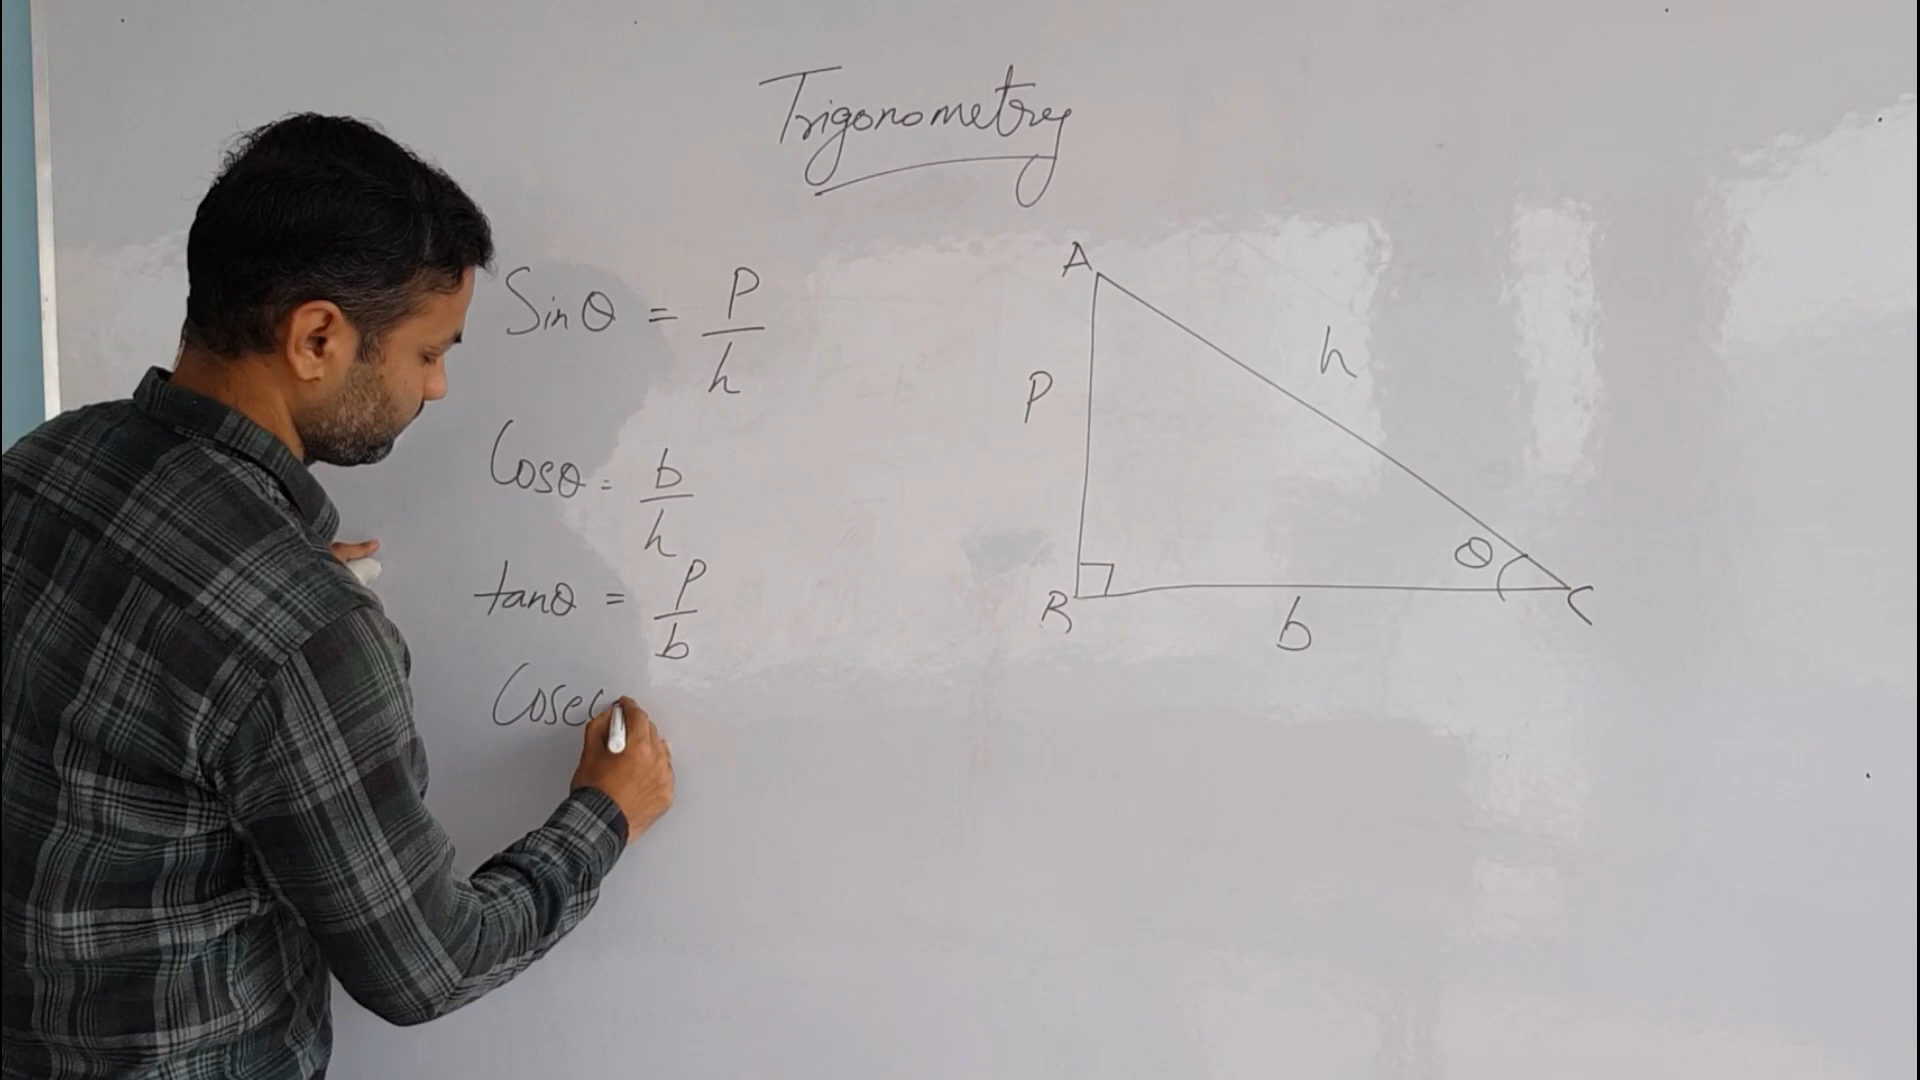 Trigonometry
Sinθ = P/h
Cosθ = b/h
tanθ = P/b
Cosec
A
h
P
θ
B
b
C